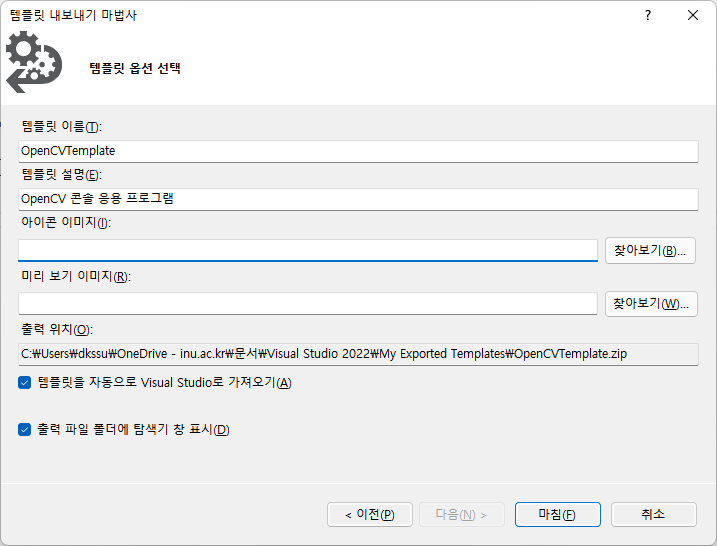 템플릿 내보내기 마법사
?
템플릿 옵션 선택
템플릿 이름(T):
OpenCVTemplate
템플릿 설명(E):
OpenCV 콘솔 응용 프로그램
아이콘 이미지(I):
찾아보기(B)...
미리 보기 이미지(R):
찾아보기(W)...
출력 위치(O):
C:₩Users₩dkssu₩OneDrive - inu.ac.kr₩문서₩Visual Studio 2022₩My Exported Templates₩OpenCVTemplate.zip
템플릿을 자동으로 Visual Studio로 가져오기(A)
출력 파일 폴더에 탐색기 창 표시(D)
< 이전(P) 다음(N) > 마침(F) 취소